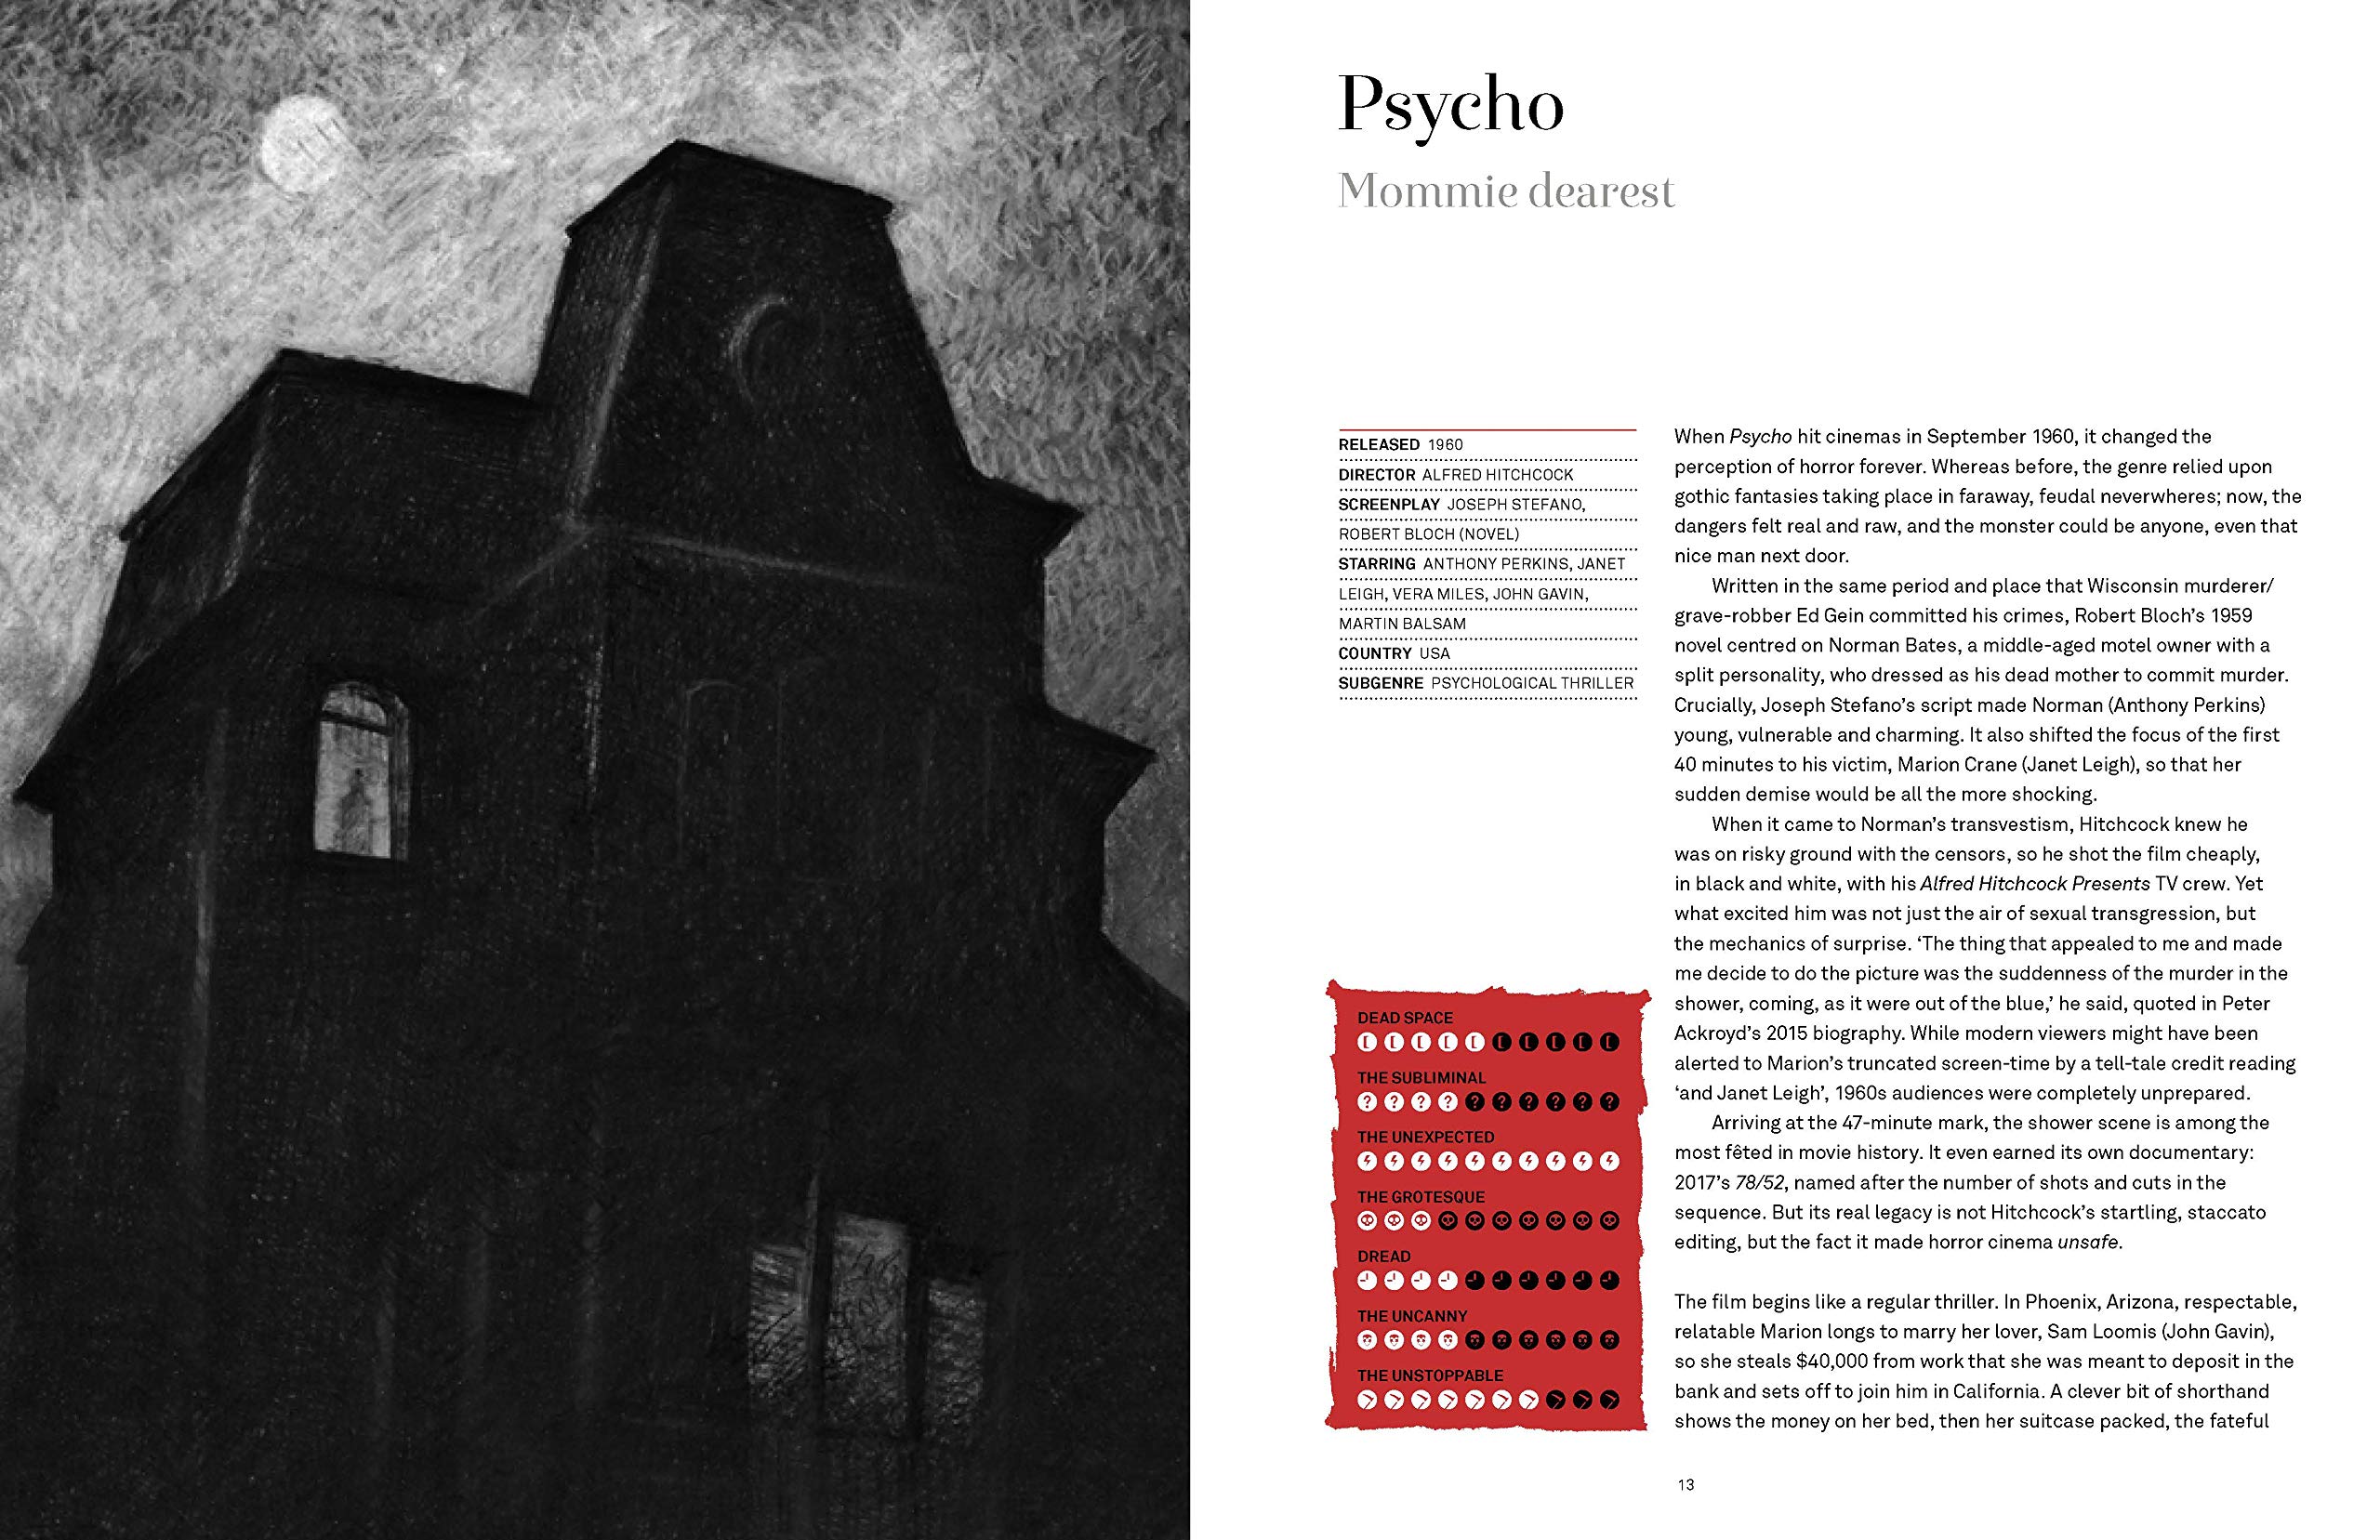 Psycho
Mommie dearest
RELEASED 1960
DIRECTOR ALFRED HITCHCOCK
SCREENPLAY JOSEPH STEFANO,
ROBERT BLOCH (NOVEL)
STARRING ANTHONY PERKINS, JANET
LEIGH, VERA MILES, JOHN GAVIN,
MARTIN BALSAM
COUNTRY USA
SUBGENRE PSYCHOLOGICAL THRILLER
DEAD SPACE
THE SUBLIMINAL
? ? ? ? ? ? ? ? ? ?
THE UNEXPECTED
THE GROTESQUE
DREAD
THE UNCANNY
THE UNSTOPPABLE
When Psycho hit cinemas in September 1960, it changed the
perception of horror forever. Whereas before, the genre relied upon
gothic fantasies taking place in faraway, feudal neverwheres; now, the
dangers felt real and raw, and the monster could be anyone, even that
nice man next door.
Written in the same period and place that Wisconsin murderer/
grave-robber Ed Gein committed his crimes, Robert Bloch’s 1959
novel centred on Norman Bates, a middle-aged motel owner with a
split personality, who dressed as his dead mother to commit murder.
Crucially, Joseph Stefano’s script made Norman (Anthony Perkins)
young, vulnerable and charming. It also shifted the focus of the first
40 minutes to his victim, Marion Crane (Janet Leigh), so that her
sudden demise would be all the more shocking.
When it came to Norman’s transvestism, Hitchcock knew he
was on risky ground with the censors, so he shot the film cheaply,
in black and white, with his Alfred Hitchcock Presents TV crew. Yet
what excited him was not just the air of sexual transgression, but
the mechanics of surprise. ‘The thing that appealed to me and made
me decide to do the picture was the suddenness of the murder in the
shower, coming, as it were out of the blue,’ he said, quoted in Peter
Ackroyd’s 2015 biography. While modern viewers might have been
alerted to Marion’s truncated screen-time by a tell-tale credit reading
‘and Janet Leigh’, 1960s audiences were completely unprepared.
Arriving at the 47-minute mark, the shower scene is among the
most fêted in movie history. It even earned its own documentary:
2017’s 78/52, named after the number of shots and cuts in the
sequence. But its real legacy is not Hitchcock’s startling, staccato
editing, but the fact it made horror cinema unsafe.
The film begins like a regular thriller. In Phoenix, Arizona, respectable,
relatable Marion longs to marry her lover, Sam Loomis (John Gavin),
so she steals $40,000 from work that she was meant to deposit in the
bank and sets off to join him in California. A clever bit of shorthand
shows the money on her bed, then her suitcase packed, the fateful
13